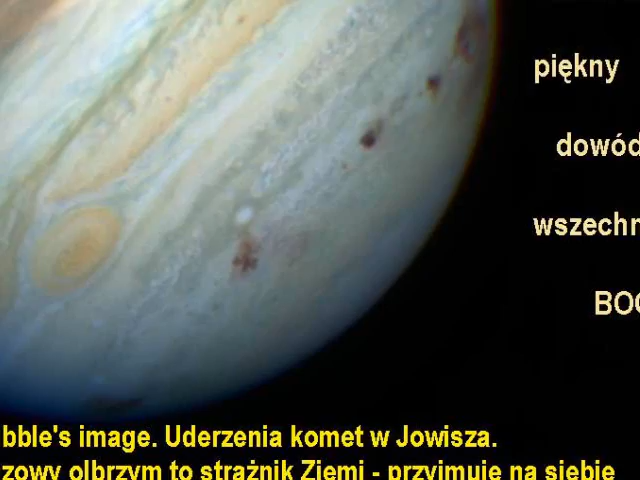 piękny
dowód
wszechn
BOG
bble's image. Uderzenia komet w Jowisza.
zowy olbrzym to strażnik Ziemi - przyjmuje na siebie